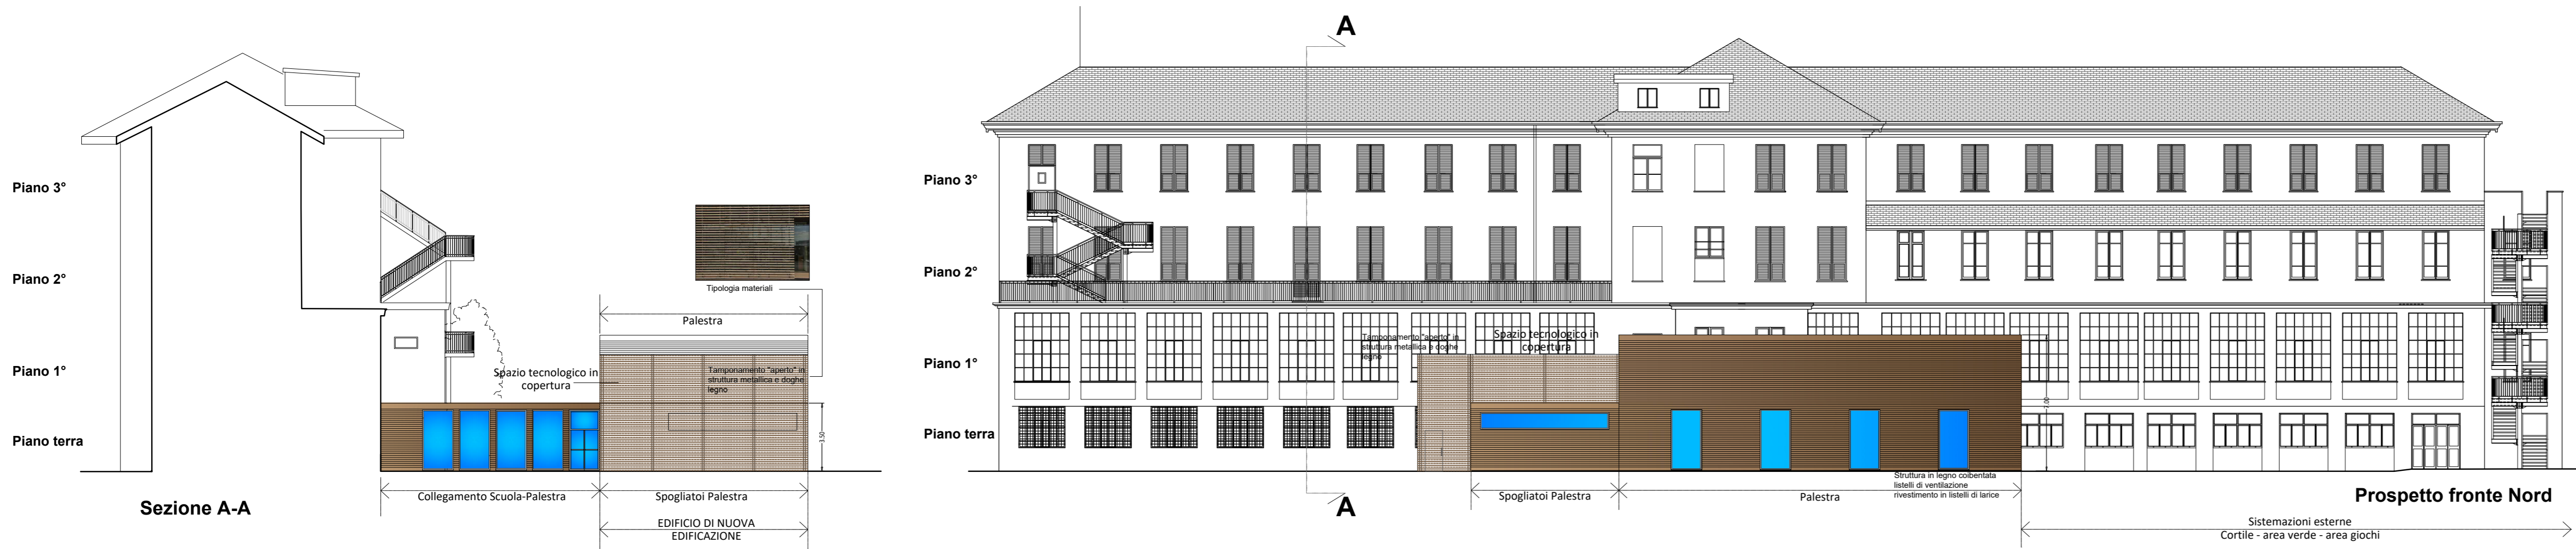 Piano 3°
Piano 2°
Piano 1°
Piano terra
Tipologia materiali
Palestra
Spazio tecnologico in
copertura
Tamponamento "aperto" in
struttura metallica e doghe
legno
3.50
Collegamento Scuola-Palestra
Spogliatoi Palestra
EDIFICIO DI NUOVA
EDIFICAZIONE
Sezione A-A
A
Piano 3°
Piano 2°
Piano 1°
Piano terra
Tamponamento "aperto" in
struttura metallica e doghe
legno
Spazio tecnologico in
copertura
7.00
Spogliatoi Palestra
Palestra
Struttura in legno coibentata
listelli di ventilazione
rivestimento in listelli di larice
A
Prospetto fronte Nord
Sistemazioni esterne
Cortile - area verde - area giochi